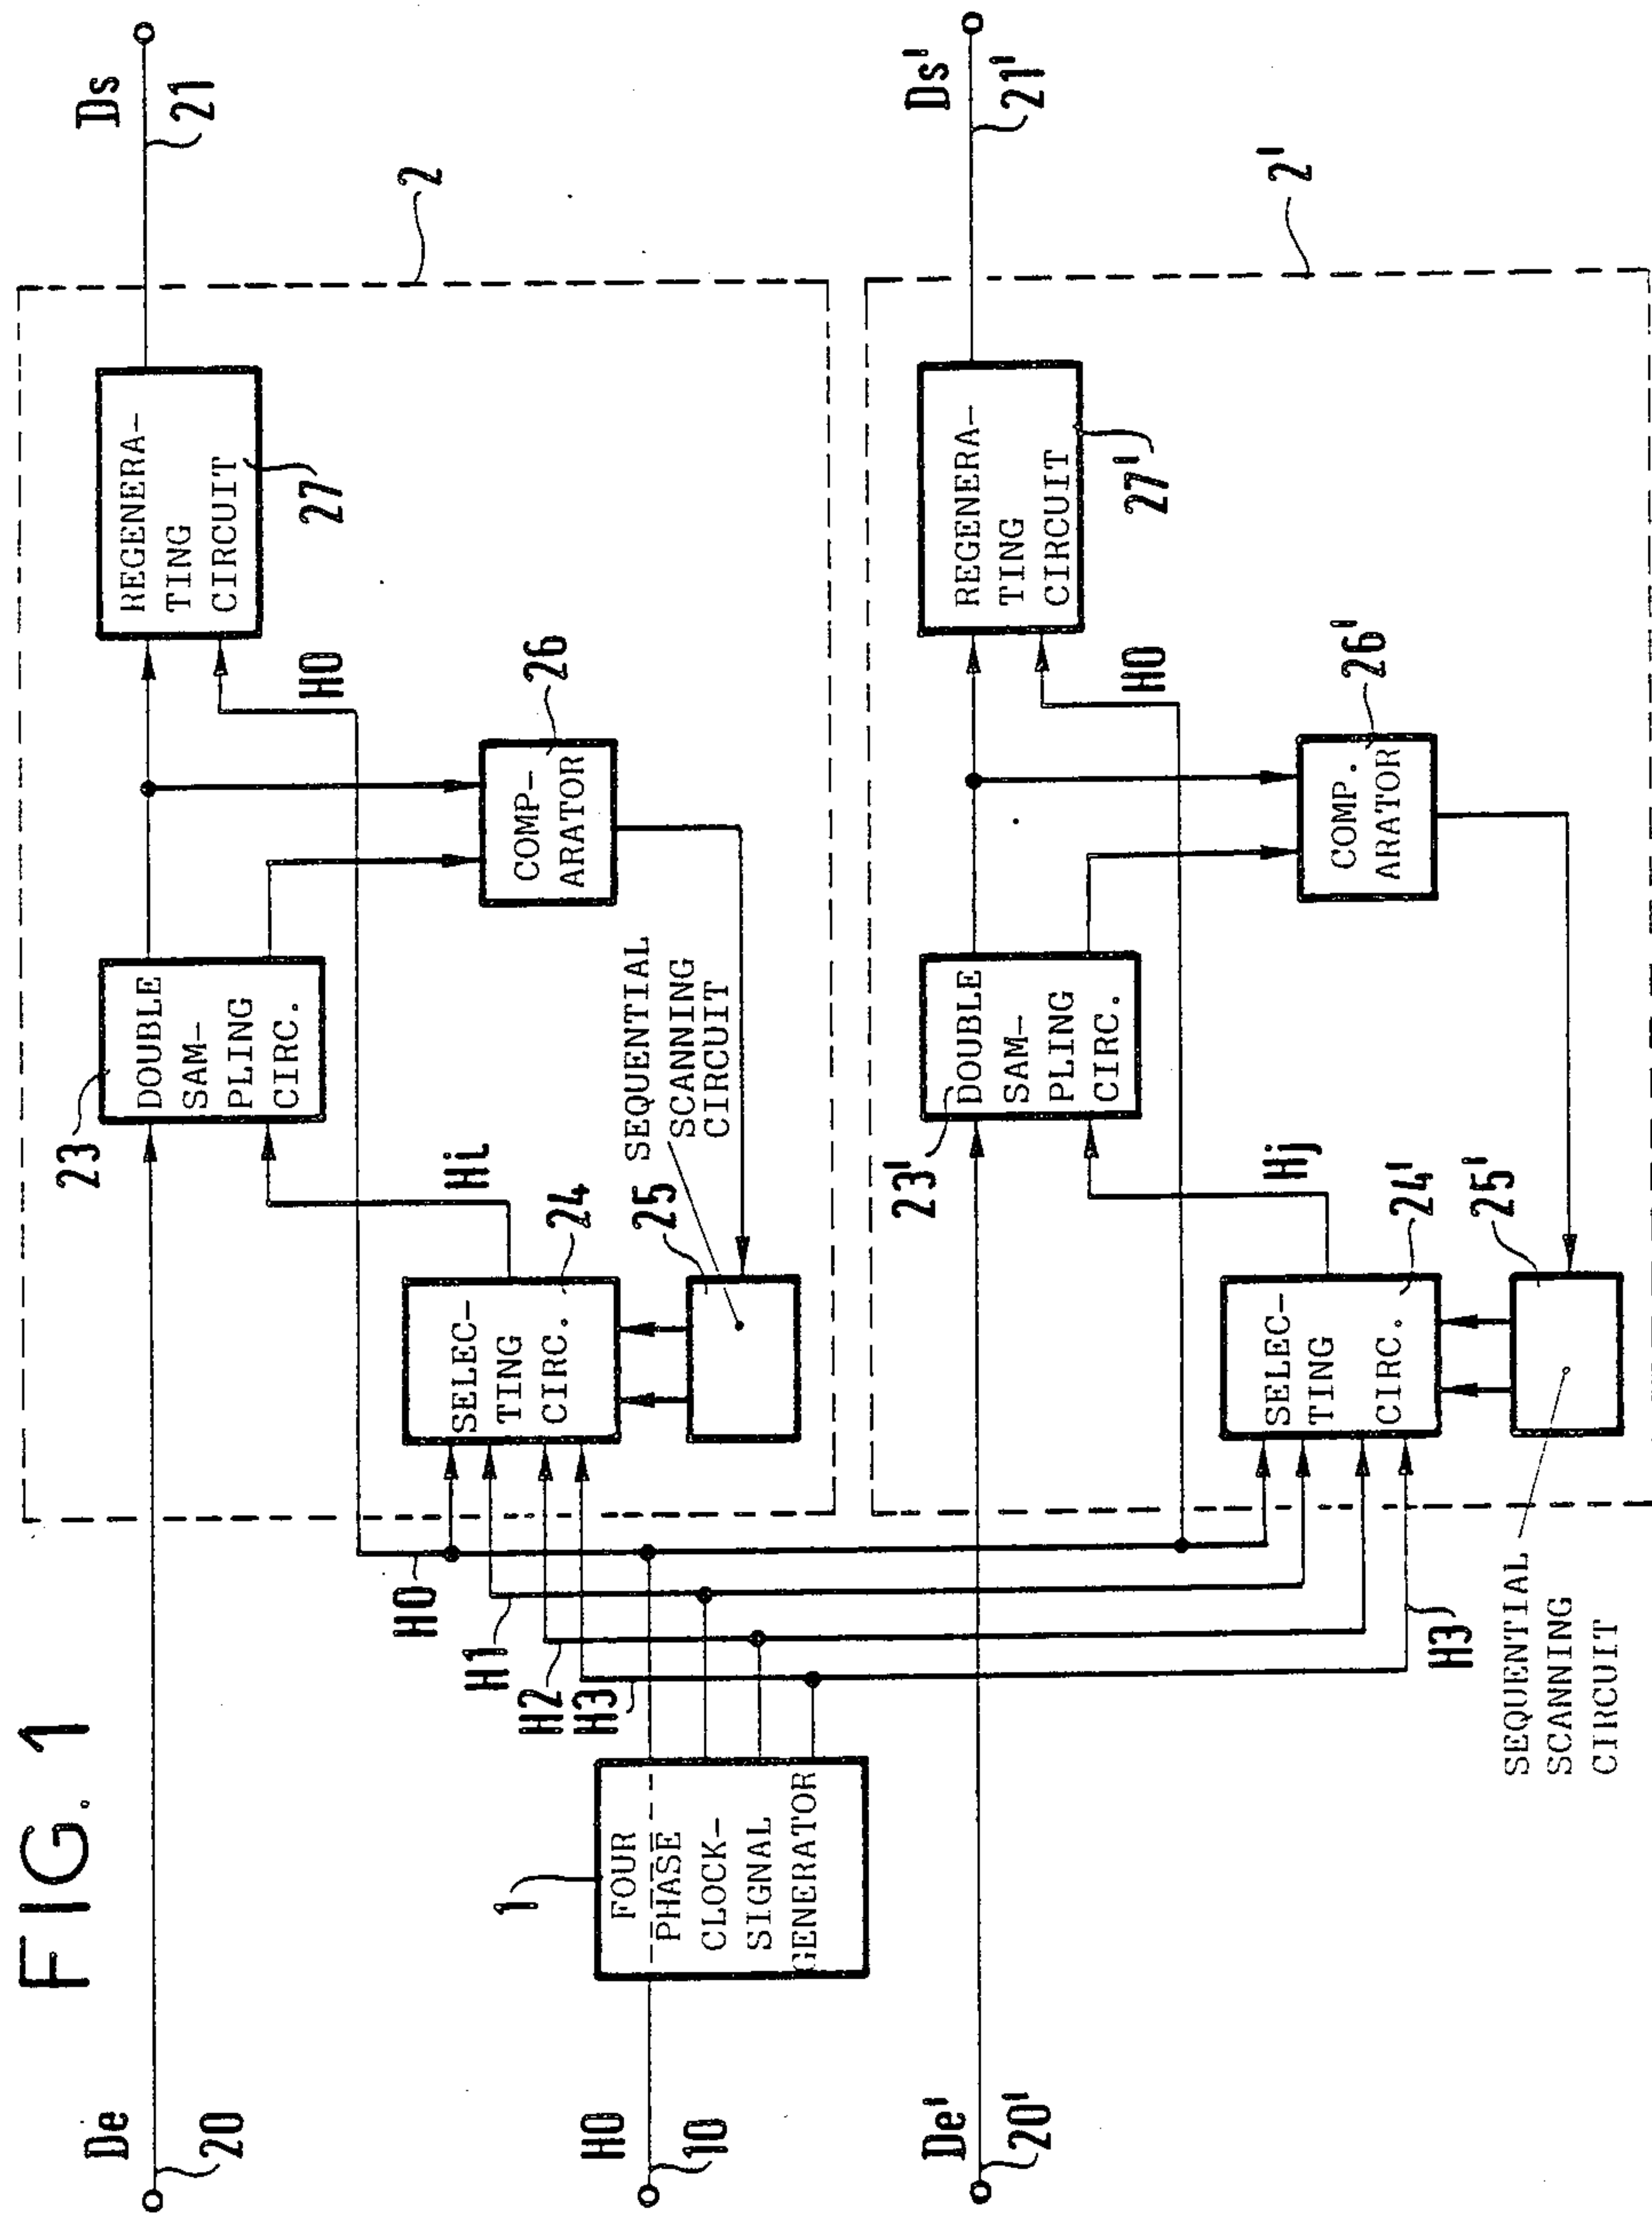 FIG. 1
De
20
Ds
21
2
23
DOUBLE
SAM-
PLING
CIRC.
REGENERA-
TING
CIRCUIT
27
H0
Hi
COMP-
ARATOR
26
SELEC-
TING
CIRC.
24
25
SEQUENTIAL
SCANNING
CIRCUIT
H0
H1
H2
H3
H0
10
1
FOUR
PHASE
CLOCK-
SIGNAL
GENERATOR
De'
20'
Ds'
21'
2'
23'
DOUBLE
SAM-
PLING
CIRC.
REGENERA-
TING
CIRCUIT
27'
H0
Hj
COMP.
ARATOR
26'
SELEC-
TING
CIRC.
24'
25'
H3
SEQUENTIAL
SCANNING
CIRCUIT